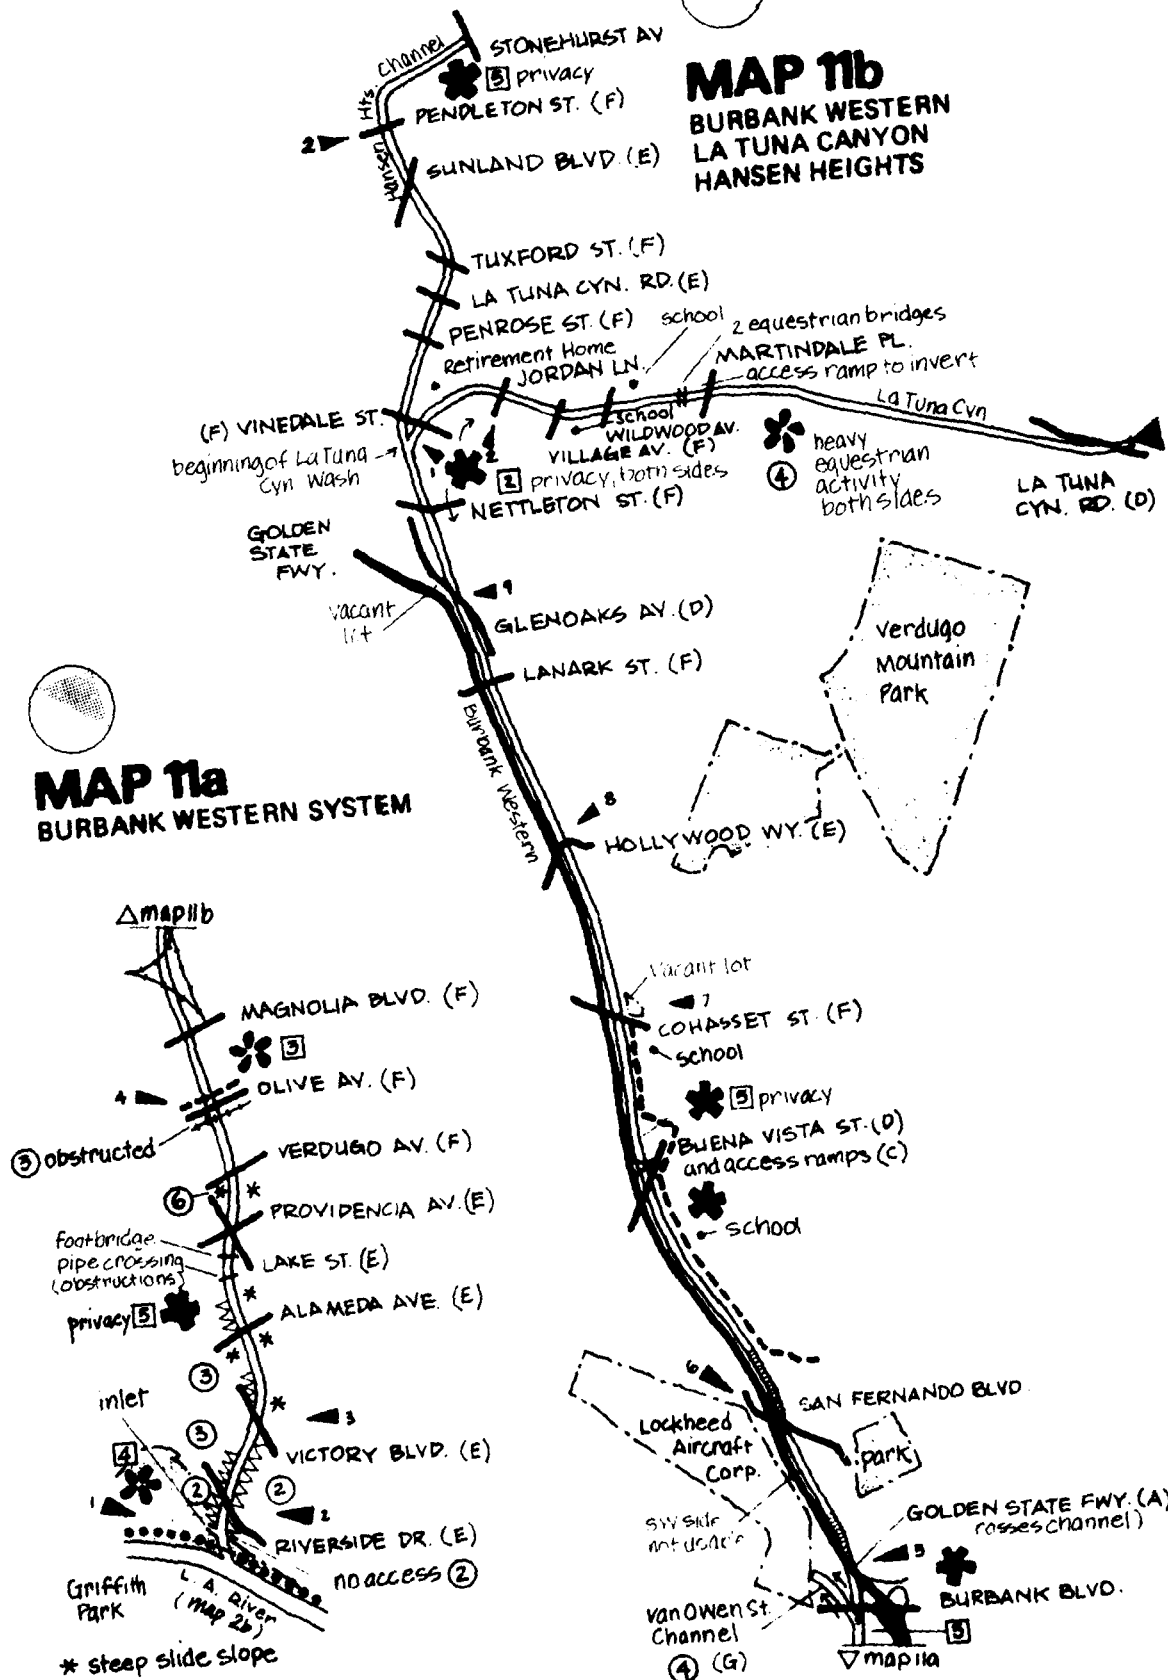 Hts. Channel
STONEHURST AV
5 privacy
PENDLETON ST. (F)
2
Hansen
SUNLAND BLVD. (E)
MAP 11b
BURBANK WESTERN
LA TUNA CANYON
HANSEN HEIGHTS
TUXFORD ST. (F)
LA TUNA CYN. RD. (E)
PENROSE ST. (F)
school
2 equestrian bridges
Retirement Home
JORDAN LN.
MARTINDALE PL.
access ramp to invert
La Tuna Cyn
(F) VINEDALE ST.
school
WILDWOOD AV.
VILLAGE AV. (F)
beginning of La Tuna
Cyn Wash
1
2
2 privacy, both sides
NETTLETON ST. (F)
4
heavy
equestrian
activity
both sides
LA TUNA
CYN. RD. (D)
GOLDEN
STATE
FWY.
vacant
lot
9
GLENOAKS AV. (D)
LANARK ST. (F)
Verdugo
Mountain
Park
Burbank Western
8
HOLLYWOOD WY. (E)
vacant lot
7
COHASSET ST. (F)
school
5 privacy
BUENA VISTA ST. (D)
and access ramps (C)
school
6
SAN FERNANDO BLVD
Lockheed
Aircraft
Corp.
park
SW side
not usable
GOLDEN STATE FWY. (A)
crosses channel)
5
BURBANK BLVD.
Van Owen St.
Channel
4 (G)
5
map 11a
MAP 11a
BURBANK WESTERN SYSTEM
map 11b
MAGNOLIA BLVD. (F)
3
4
OLIVE AV. (F)
3 obstructed
VERDUGO AV. (F)
6
PROVIDENCIA AV. (E)
footbridge
pipe crossing
(obstructions)
LAKE ST. (E)
privacy 5
ALAMEDA AVE. (E)
3
inlet
3
3
VICTORY BLVD. (E)
4
2
2
1
2
RIVERSIDE DR. (E)
no access 2
Griffith
Park
L.A. River
(map 2b)
* steep slide slope